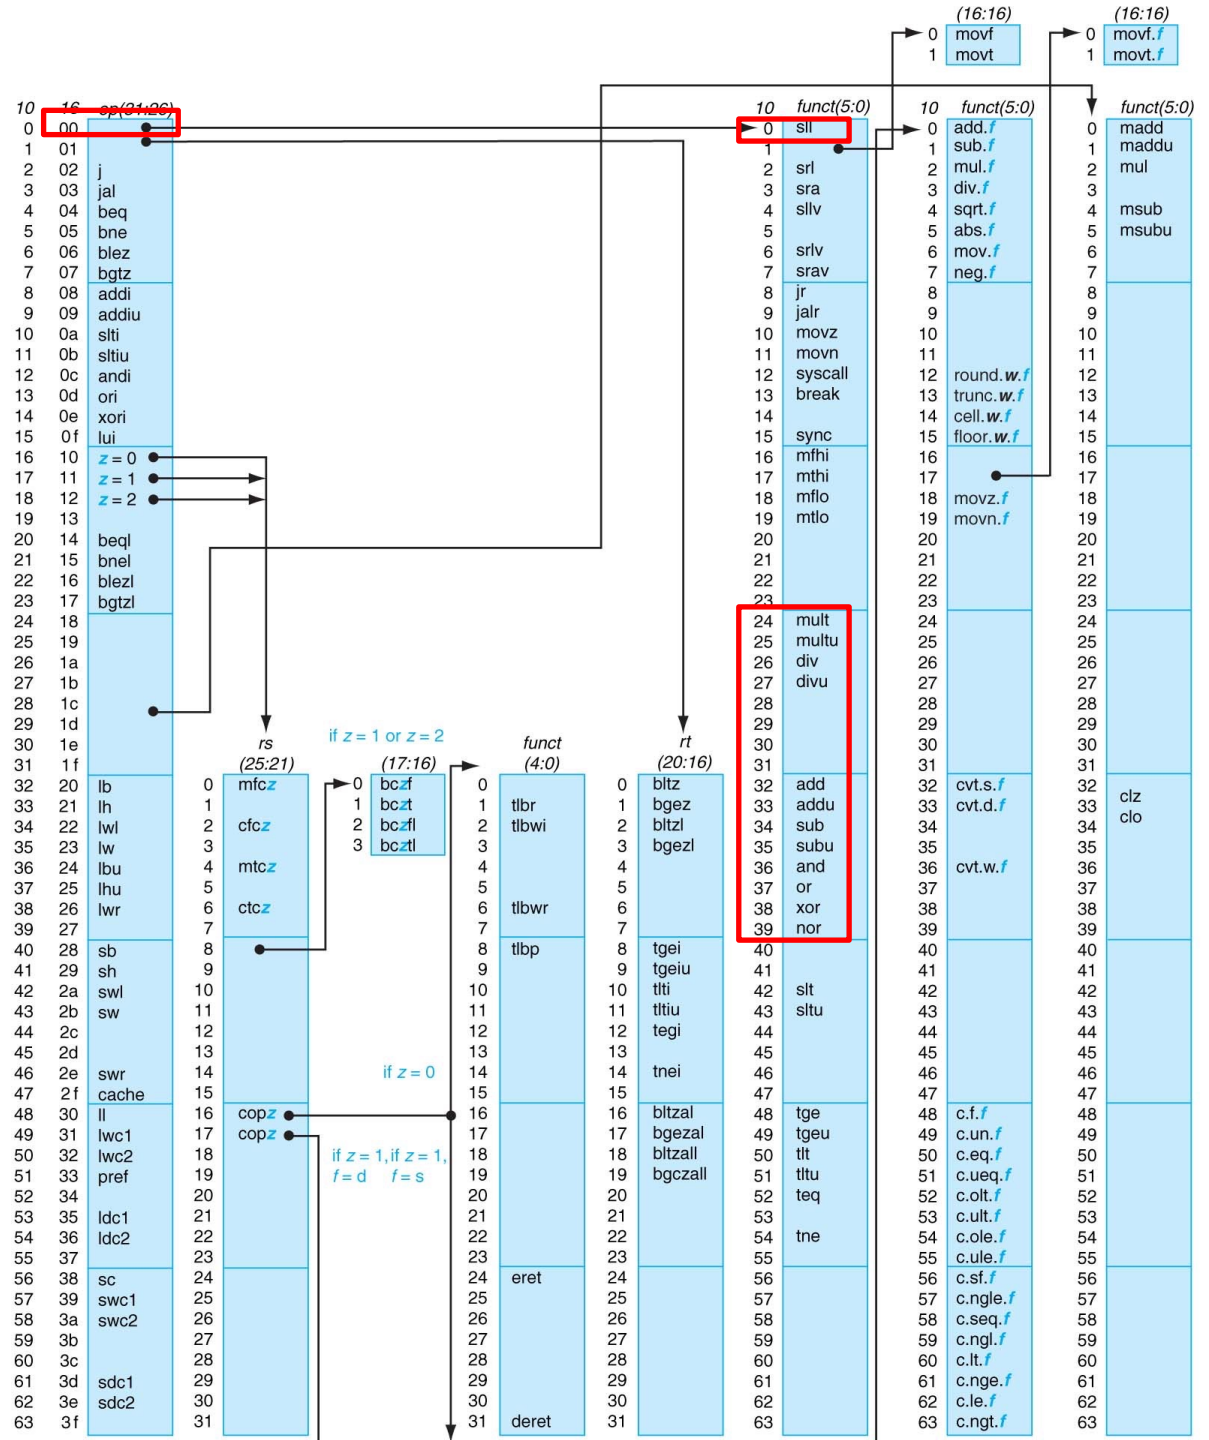 (16:16)
0 movf
1 movt
(16:16)
0 movf.f
1 movt.f
10 16 op(31:26)
0 00
1 01
2 02 j
3 03 jal
4 04 beq
5 05 bne
6 06 blez
7 07 bgtz
8 08 addi
9 09 addiu
10 0a slti
11 0b sltiu
12 0c andi
13 0d ori
14 0e xori
15 0f lui
16 10 z = 0
17 11 z = 1
18 12 z = 2
19 13
20 14 beql
21 15 bnel
22 16 blezl
23 17 bgtzl
24 18
25 19
26 1a
27 1b
28 1c
29 1d
30 1e
31 1f
32 20 lb
33 21 lh
34 22 lwl
35 23 lw
36 24 lbu
37 25 lhu
38 26 lwr
39 27
40 28 sb
41 29 sh
42 2a swl
43 2b sw
44 2c
45 2d
46 2e swr
47 2f cache
48 30 ll
49 31 lwc1
50 32 lwc2
51 33 pref
52 34
53 35 ldc1
54 36 ldc2
55 37
56 38 sc
57 39 swc1
58 3a swc2
59 3b
60 3c
61 3d sdc1
62 3e sdc2
63 3f
rs
(25:21)
0 mfcz
1
2 cfcz
3
4 mtcz
5
6 ctcz
7
8
9
10
11
12
13
14
15
16 copz
17 copz
18
19
20
21
22
23
24
25
26
27
28
29
30
31
if z = 1 or z = 2
(17:16)
0 bczf
1 bczt
2 bczfl
3 bcztl
if z = 0
if z = 1, if z = 1,
f = d f = s
funct
(4:0)
0
1 tlbr
2 tlbwi
3
4
5
6 tlbwr
7
8 tlbp
9
10
11
12
13
14
15
16
17
18
19
20
21
22
23
24 eret
25
26
27
28
29
30
31 deret
rt
(20:16)
0 bltz
1 bgez
2 bltzl
3 bgezl
4
5
6
7
8 tgei
9 tgeiu
10 tlti
11 tltiu
12 tegi
13
14 tnei
15
16 bltzal
17 bgezal
18 bltzall
19 bgczall
20
21
22
23
24
25
26
27
28
29
30
31
10 funct(5:0)
0 sll
1
2 srl
3 sra
4 sllv
5
6 srlv
7 srav
8 jr
9 jalr
10 movz
11 movn
12 syscall
13 break
14
15 sync
16 mfhi
17 mthi
18 mflo
19 mtlo
20
21
22
23
24 mult
25 multu
26 div
27 divu
28
29
30
31
32 add
33 addu
34 sub
35 subu
36 and
37 or
38 xor
39 nor
40
41
42 slt
43 sltu
44
45
46
47
48 tge
49 tgeu
50 tlt
51 tltu
52 teq
53
54 tne
55
56
57
58
59
60
61
62
63
10 funct(5:0)
0 add.f
1 sub.f
2 mul.f
3 div.f
4 sqrt.f
5 abs.f
6 mov.f
7 neg.f
8
9
10
11
12 round.w.f
13 trunc.w.f
14 cell.w.f
15 floor.w.f
16
17
18 movz.f
19 movn.f
20
21
22
23
24
25
26
27
28
29
30
31
32 cvt.s.f
33 cvt.d.f
34
35
36 cvt.w.f
37
38
39
40
41
42
43
44
45
46
47
48 c.f.f
49 c.un.f
50 c.eq.f
51 c.ueq.f
52 c.olt.f
53 c.ult.f
54 c.ole.f
55 c.ule.f
56 c.sf.f
57 c.ngle.f
58 c.seq.f
59 c.ngl.f
60 c.lt.f
61 c.nge.f
62 c.le.f
63 c.ngt.f
funct(5:0)
0 madd
1 maddu
2 mul
3
4 msub
5 msubu
6
7
8
9
10
11
12
13
14
15
16
17
18
19
20
21
22
23
24
25
26
27
28
29
30
31
32 clz
33 clo
34
35
36
37
38
39
40
41
42
43
44
45
46
47
48
49
50
51
52
53
54
55
56
57
58
59
60
61
62
63